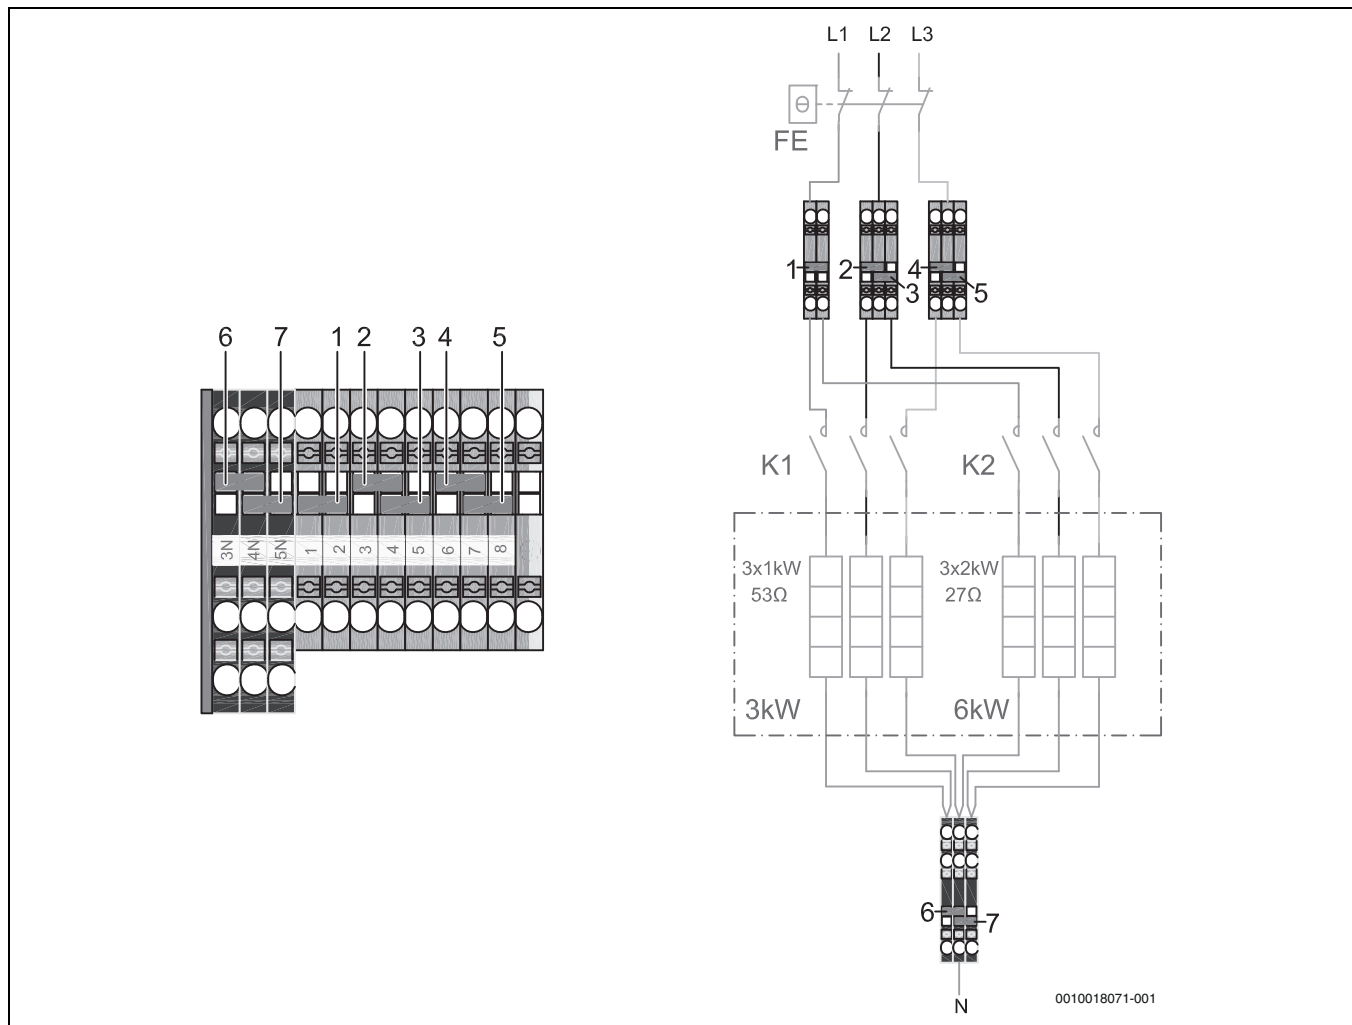 L1 L2 L3
FE
1 2 4
3 5
6 7 1 2 3 4 5
K1 K2
3N 4N 5N 1 2 3 4 5 6 7 8
3x1kW 3x2kW
53Ω 27Ω
3kW 6kW
6
7
N
0010018071-001